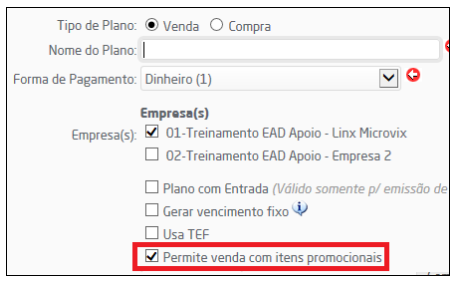 Tipo de Plano: Venda Compra
Nome do Plano:
Forma de Pagamento: Dinheiro (1)
Empresa(s)
Empresa(s): 01-Treinamento EAD Apoio - Linx Microvix
02-Treinamento EAD Apoio - Empresa 2
Plano com Entrada (Válido somente p/ emissão de
Gerar vencimento fixo
Usa TEF
Permite venda com itens promocionais